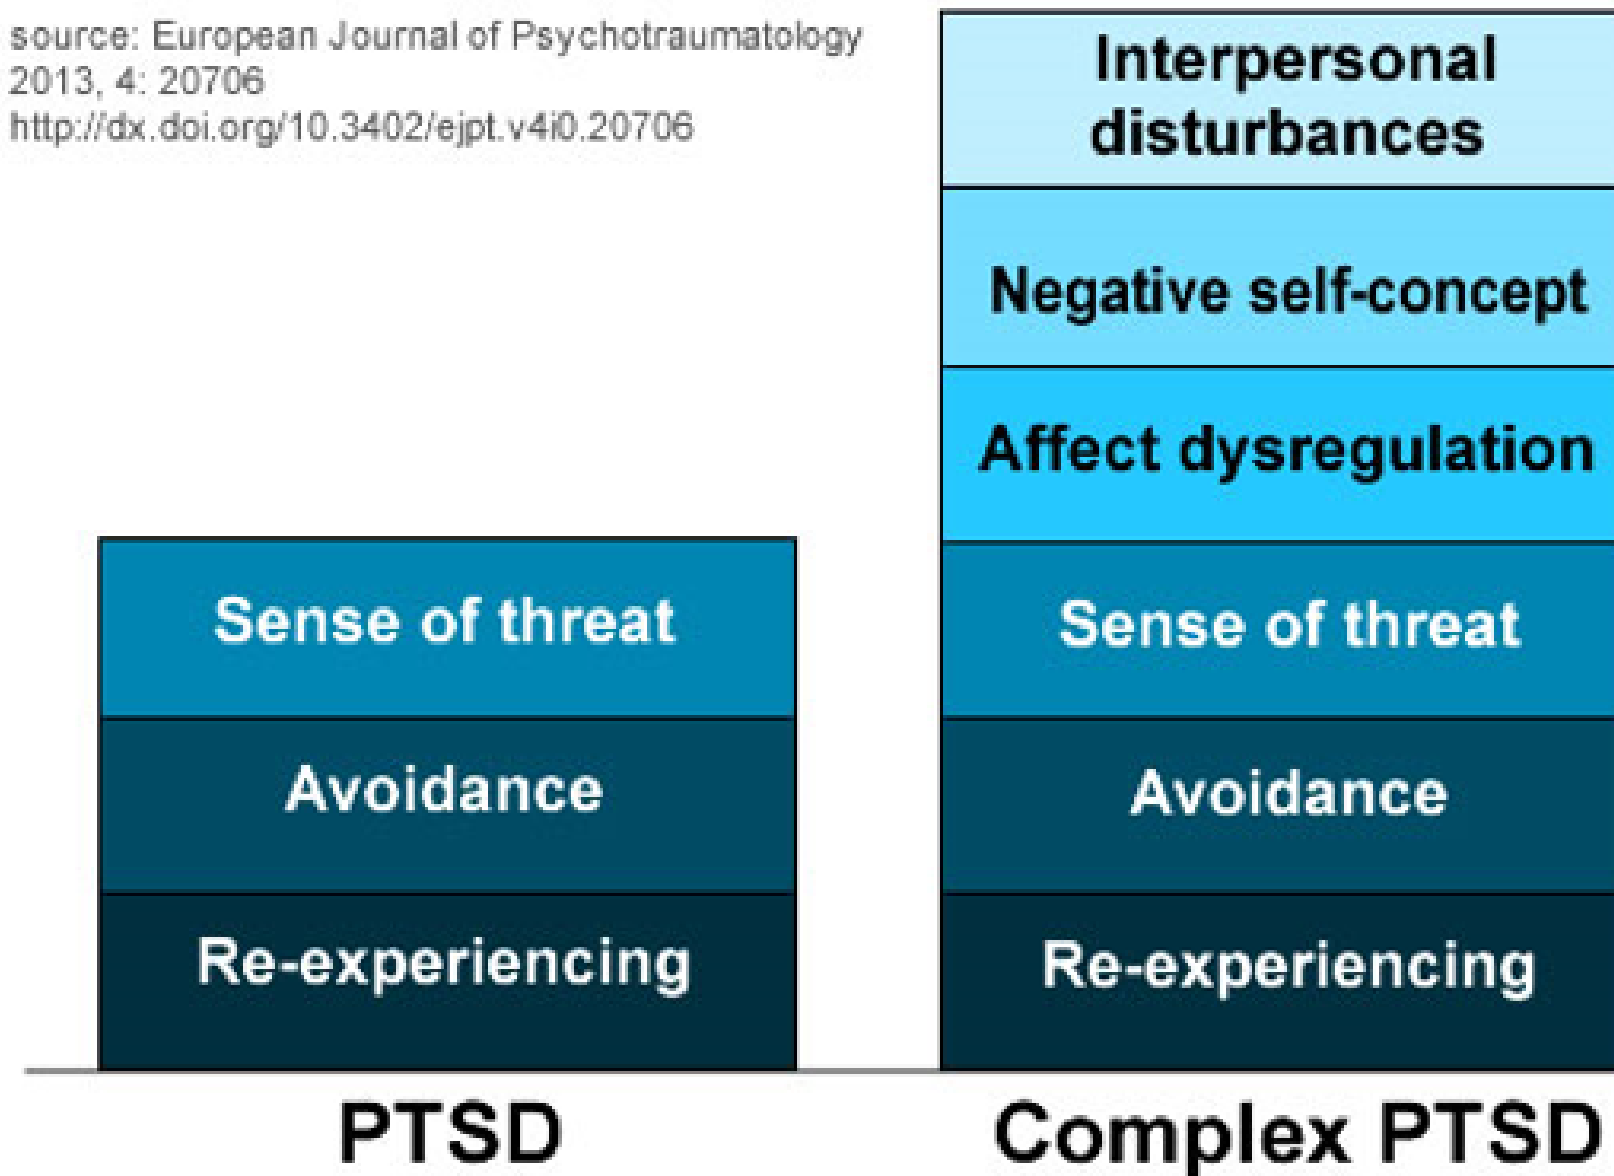 source: European Journal of Psychotraumatology
2013, 4: 20706
http://dx.doi.org/10.3402/ejpt.v4i0.20706
Sense of threat
Avoidance
Re-experiencing
PTSD
Interpersonal
disturbances
Negative self-concept
Affect dysregulation
Sense of threat
Avoidance
Re-experiencing
Complex PTSD